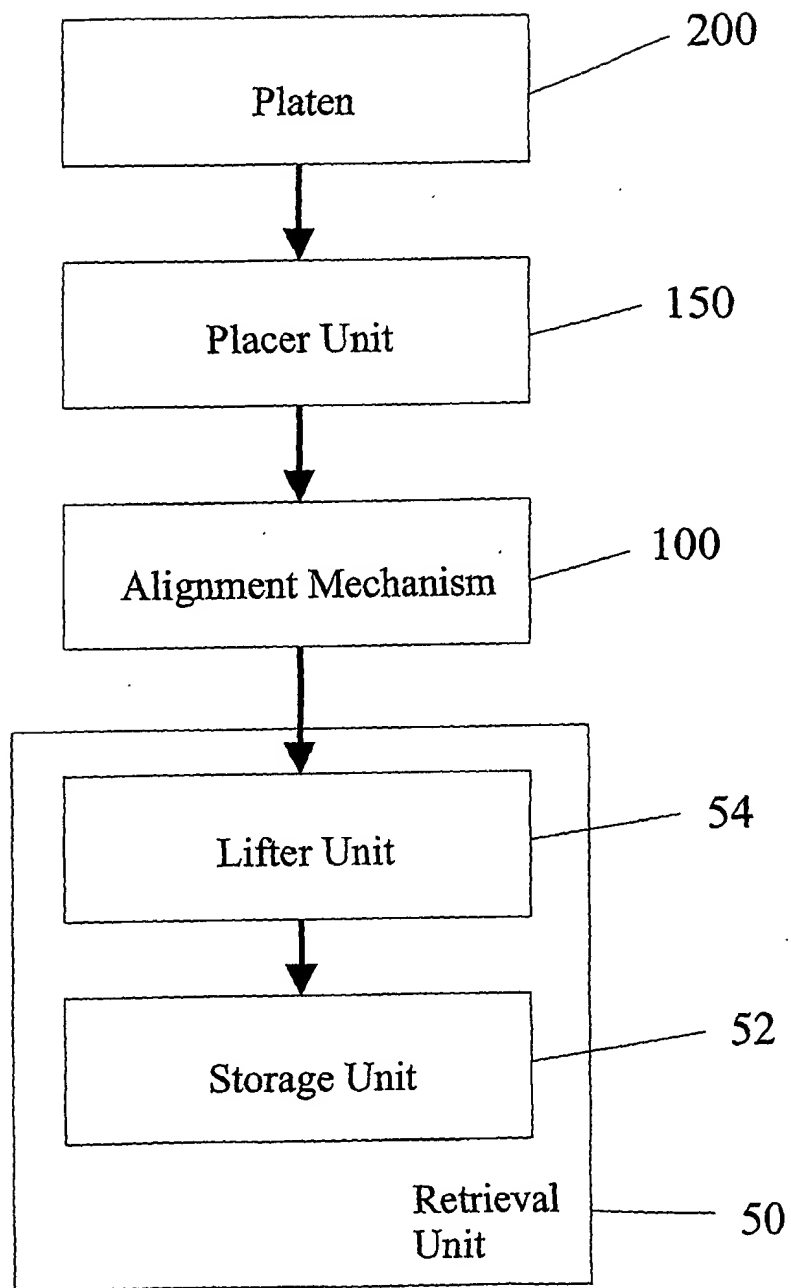 200
Platen
150
Placer Unit
100
Alignment Mechanism
54
Lifter Unit
52
Storage Unit
Retrieval
Unit
50